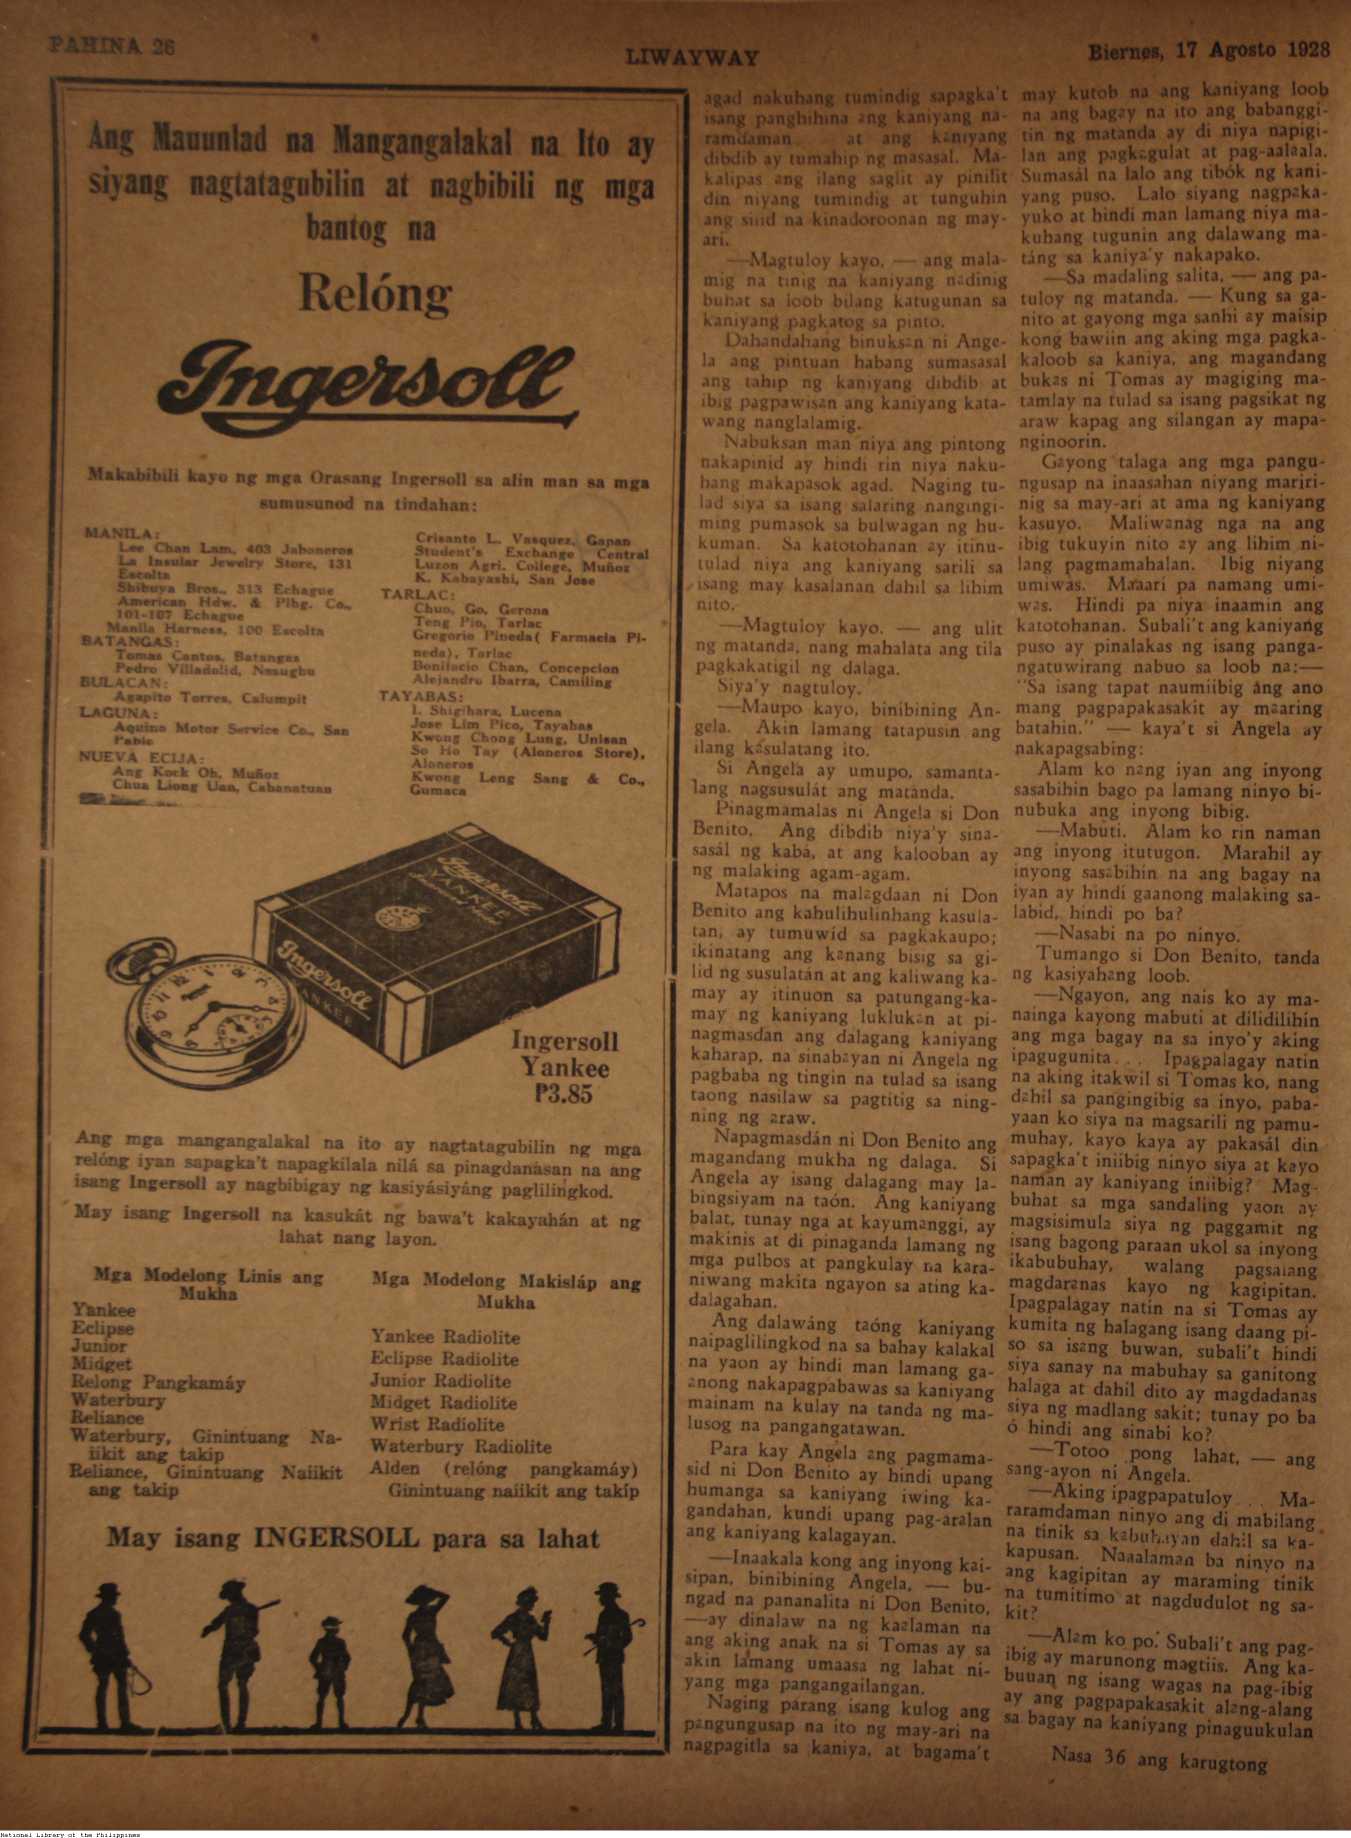 PAHINA 26
LIWAYWAY
Biernes, 17 Agosto 1928
Ang Mauunlad na Mangangalakal na Ito ay
siyang nagtatagubilin at nagbibili ng mga
bantog na
Relóng
Ingersoll
Makabibili kayo ng mga Orasang Ingersoll sa alin man sa mga
sumusunod na tindahan:
MANILA:
Lee Chan Lam, 403 Jaboneros
La Insular Jewelry Store, 131
Escolta
Shibuya Bros., 313 Echague
American Hdw. & Plbg. Co.,
101-107 Echague
Manila Harness, 100 Escolta
BATANGAS:
Tomas Cantos, Batangas
Pedro Villadolid, Nasugbu
BULACAN:
Agapito Torres, Calumpit
LAGUNA:
Aquino Motor Service Co., San
Pablo
NUEVA ECIJA:
Ang Kock Oh, Muñoz
Chua Liong Uan, Cabanatuan
Crisanto L. Vasquez, Gapan
Student's Exchange Central
Luzon Agri. College, Muñoz
K. Kabayashi, San Jose
TARLAC:
Chuo, Go, Gerona
Teng Pio, Tarlac
Gregorio Pineda( Farmacia Pi-
neda), Tarlac
Bonifacio Chan, Concepcion
Alejandro Ibarra, Camiling
TAYABAS:
I. Shigihara, Lucena
Jose Lim Pico, Tayabas
Kwong Chong Lung, Unisan
So Ho Tay (Aloneros Store),
Aloneros
Kwong Leng Sang & Co.,
Gumaca
Ingersoll
YANKEE
Ingersoll
YANKEE
Ingersoll
Yankee
₱3.85
Ang mga mangangalakal na ito ay nagtatagubilin ng mga
relóng iyan sapagka't napagkilala nilá sa pinagdanasan na ang
isang Ingersoll ay nagbibigay ng kasiyásiyáng paglilingkod.
May isang Ingersoll na kasukát ng bawa't kakayahán at ng
lahat nang layon.
Mga Modelong Linis ang
Mukha
Yankee
Eclipse
Junior
Midget
Relong Pangkamáy
Waterbury
Reliance
Waterbury, Ginintuang Na-
iikit ang takip
Reliance, Ginintuang Naiikit
ang takip
Mga Modelong Makisláp ang
Mukha
Yankee Radiolite
Eclipse Radiolite
Junior Radiolite
Midget Radiolite
Wrist Radiolite
Waterbury Radiolite
Alden (relóng pangkamáy)
Ginintuang naiikit ang takip
May isang INGERSOLL para sa lahat
agad nakuhang tumindig sapagka't
isang panghihina ang kaniyang na-
ramdaman... at ang kaniyang
dibdib ay tumahip ng masasal. Ma-
kalipas ang ilang saglit ay pinilit
din niyang tumindig at tunguhin
ang silid na kinadoroonan ng may-
ari.
—Magtuloy kayo, — ang mala-
mig na tinig na kaniyang nadinig
buhat sa loob bilang katugunan sa
kaniyang pagkatog sa pinto.
Dahandahang binuksan ni Ange-
la ang pintuan habang sumasasal
ang tahip ng kaniyang dibdib at
ibig pagpawisan ang kaniyang kata-
wang nanglalamig.
Nabuksan man niya ang pintong
nakapinid ay hindi rin niya naku-
hang makapasok agad. Naging tu-
lad siya sa isang salaring nangingi-
ming pumasok sa bulwagan ng hu-
kuman. Sa katotohanan ay itinu-
tulad niya ang kaniyang sarili sa
isang may kasalanan dahil sa lihim
nito.
—Magtuloy kayo. — ang ulit
ng matanda, nang mahalata ang tila
pagkakatigil ng dalaga.
Siya'y nagtuloy.
—Maupo kayo, binibining An-
gela. Akin lamang tatapusin ang
ilang kásulatang ito.
Si Angela ay umupo, samanta-
lang nagsusulát ang matanda.
Pinagmamalas ni Angela si Don
Benito. Ang dibdib niya'y sina-
sasál ng kaba, at ang kalooban ay
ng malaking agam-agam.
Matapos na malagdaan ni Don
Benito ang kahulihulinhang kasula-
tan, ay tumuwid sa pagkakaupo;
ikinatang ang kanang bisig sa gi-
lid ng susulatán at ang kaliwang ka-
may ay itinuon sa patungang-ka-
may ng kaniyang luklukan at pi-
nagmasdan ang dalagang kaniyang
kaharap, na sinabayan ni Angela ng
pagbaba ng tingin na tulad sa isang
taong nasilaw sa pagtitig sa ning-
ning ng araw.
Napagmasdán ni Don Benito ang
magandang mukha ng dalaga. Si
Angela ay isang dalagang may la-
bingsiyam na taón. Ang kaniyang
balat, tunay nga at kayumanggi, ay
makinis at di pinaganda lamang ng
mga pulbos at pangkulay na kara-
niwang makita ngayon sa ating ka-
dalagahan.
Ang dalawáng taóng kaniyang
naipaglilingkod na sa bahay kalakal
na yaon ay hindi man lamang ga-
anong nakapagpabawas sa kaniyang
mainam na kulay na tanda ng ma-
lusog na pangangatawan.
Para kay Angela ang pagmama-
sid ni Don Benito ay hindi upang
humanga sa kaniyang iwing ka-
gandahan, kundi upang pag-aralan
ang kaniyang kalagayan.
—Inaakala kong ang inyong kai-
sipan, binibining Angela, — bu-
ngad na pananalita ni Don Benito,
—ay dinalaw na ng kaalaman na
ang aking anak na si Tomas ay sa
akin lamang umaasa ng lahat ni-
yang mga pangangailangan.
Naging parang isang kulog ang
pangungusap na ito ng may-ari na
nagpagitla sa kaniya, at bagama't
may kutob na ang kaniyang loob
na ang bagay na ito ang babanggi-
tin ng matanda ay di niya napigi-
lan ang pagkagulat at pag-aalaala.
Sumasál na lalo ang tibók ng kani-
yang puso. Lalo siyang nagpaka-
yuko at hindi man lamang niya ma-
kuhang tugunin ang dalawang ma-
táng sa kaniya'y nakapako.
—Sa madaling salita, — ang pa-
tuloy ng matanda. — Kung sa ga-
nito at gayong mga sanhi ay maisip
kong bawiin ang aking mga pagka-
kaloob sa kaniya, ang magandang
bukas ni Tomas ay magiging ma-
tamlay na tulad sa isang pagsikat ng
araw kapag ang silangan ay mapa-
nginoorin.
Gayong talaga ang mga pangu-
ngusap na inaasahan niyang mariri-
nig sa may-ari at ama ng kaniyang
kasuyo. Maliwanag nga na ang
ibig tukuyin nito ay ang lihim ni-
lang pagmamahalan. Ibig niyang
umiwas. Maaari pa namang umi-
was. Hindi pa niya inaamin ang
katotohanan. Subali't ang kaniyang
puso ay pinalakas ng isang panga-
ngatuwirang nabuo sa loob na:—
"Sa isang tapat naumiibig áng ano
mang pagpapakasakit ay maaring
batahin." — kaya't si Angela ay
nakapagsabing:
Alam ko nang iyan ang inyong
sasabihin bago pa lamang ninyo bi-
nubuka ang inyong bibig.
—Mabuti. Alam ko rin naman
ang inyong itutugon. Marahil ay
inyong sasabihin na ang bagay na
iyan ay hindi gaanong malaking sa-
labid, hindi po ba?
—Nasabi na po ninyo.
Tumango si Don Benito, tanda
ng kasiyahang loob.
—Ngayon, ang nais ko ay ma-
nainga kayong mabuti at dilidilihin
ang mga bagay na sa inyo'y aking
ipagugunita... Ipagpalagay natin
na aking itakwil si Tomas ko, nang
dahil sa pangingibig sa inyo, paba-
yaan ko siya na magsarili ng pamu-
muhay, kayo kaya ay pakasál din
sapagka't iniibig ninyo siya at kayo
naman ay kaniyang iniibig? Mag-
buhat sa mga sandaling yaon ay
magsisimula siya ng paggamit ng
isang bagong paraan ukol sa inyong
ikabubuhay, walang pagsalang
magdaranas kayo ng kagipitan.
Ipagpalagay natin na si Tomas ay
kumita ng halagang isang daang pi-
so sa isang buwan, subali't hindi
siya sanay na mabuhay sa ganitong
halaga at dahil dito ay magdadanas
siya ng madlang sakit; tunay po ba
ó hindi ang sinabi ko?
—Totoo pong lahat, — ang
sang-ayon ni Angela.
—Aking ipagpapatuloy... Ma-
raramdaman ninyo ang di mabilang
na tinik sa kabuhayan dahil sa ka-
kapusan. Naaalaman ba ninyo na
ang kagipitan ay maraming tinik
na tumitimo at nagdudulot ng sa-
kit?
—Alam ko po. Subali't ang pag-
ibig ay marunong magtiis. Ang ka-
buuan ng isang wagas na pag-ibig
ay ang pagpapakasakit alang-alang
sa bagay na kaniyang pinaguukulan
Nasa 36 ang karugtong
National Library of the Philippines